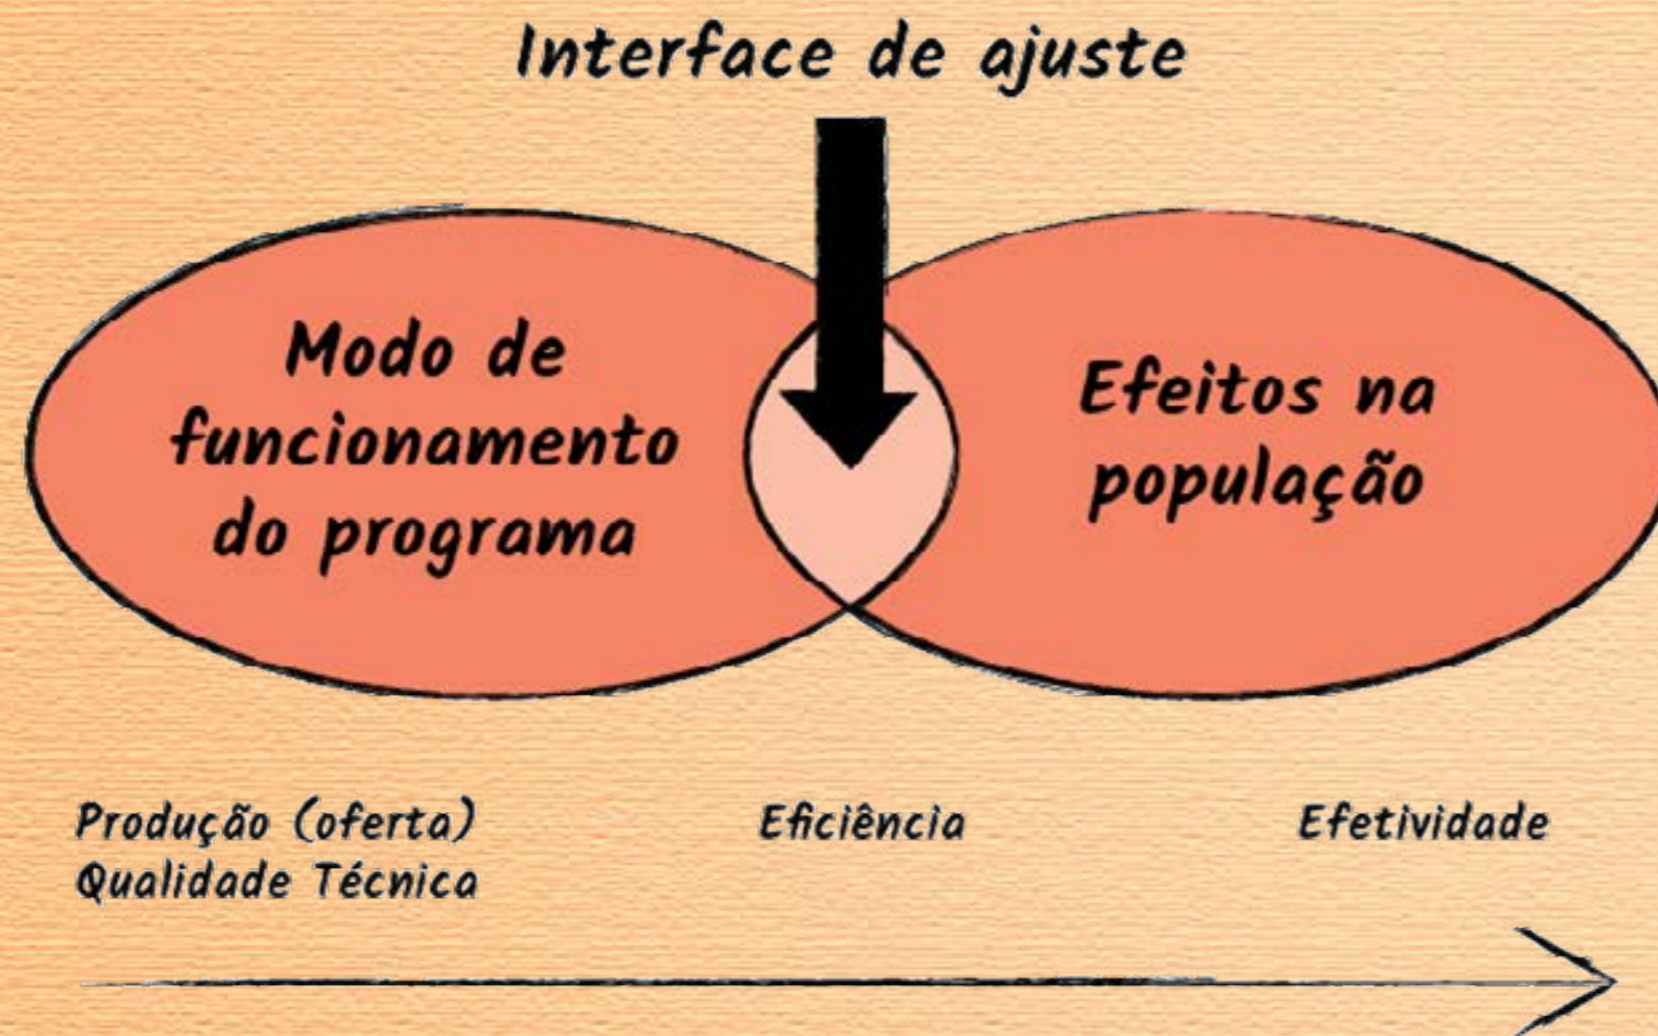 Interface de ajuste
Modo de
funcionamento
do programa
Efeitos na
população
Produção (oferta)
Qualidade Técnica
Eficiência
Efetividade